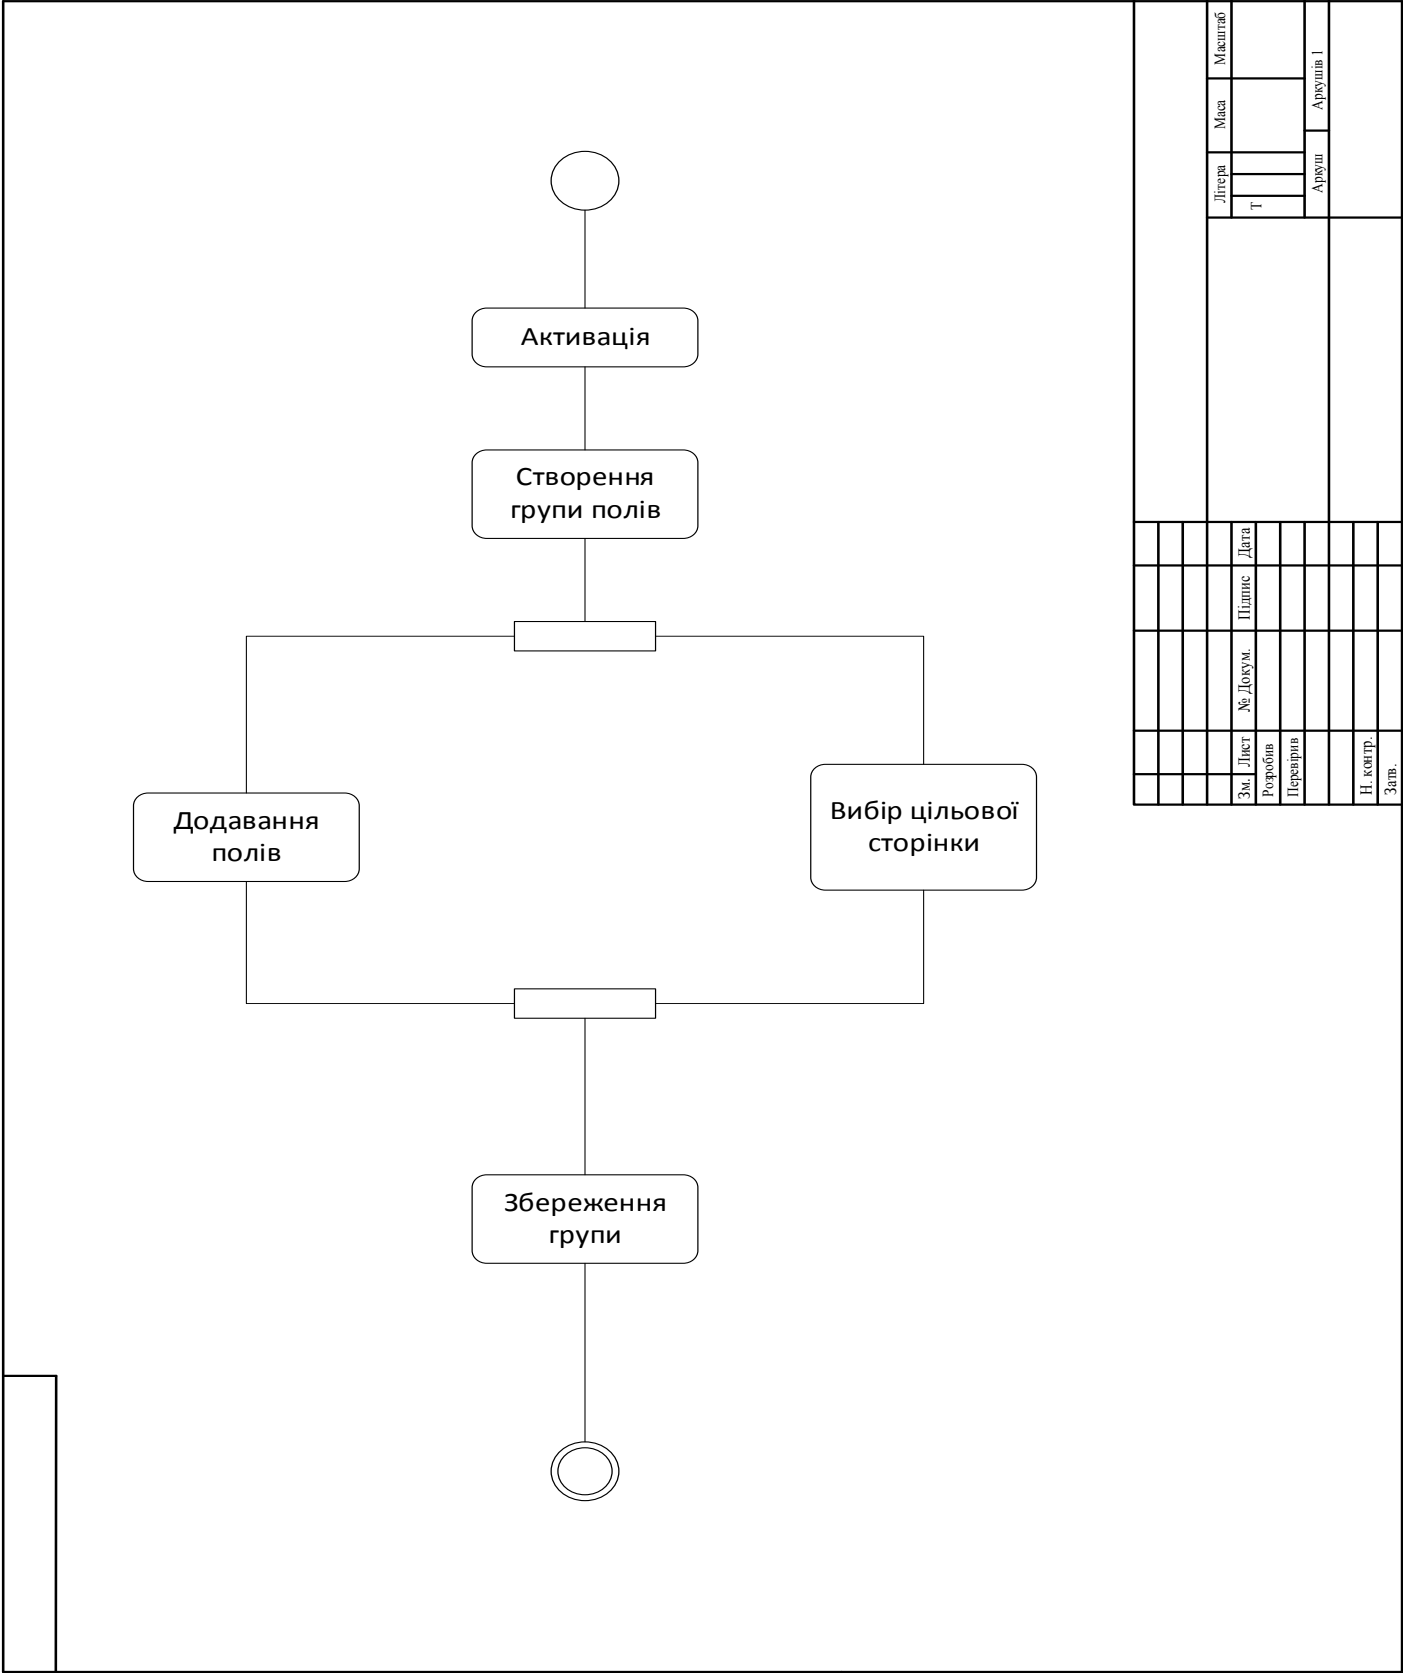 Активація
Створення
групи полів
Додавання
полів
Вибір цільової
сторінки
Збереження
групи
Літера
Маса
Масштаб
Т
Аркуш
Аркушів 1
Зм.
Лист
№ Докум.
Підпис
Дата
Розробив
Перевірив
Н. контр.
Затв.